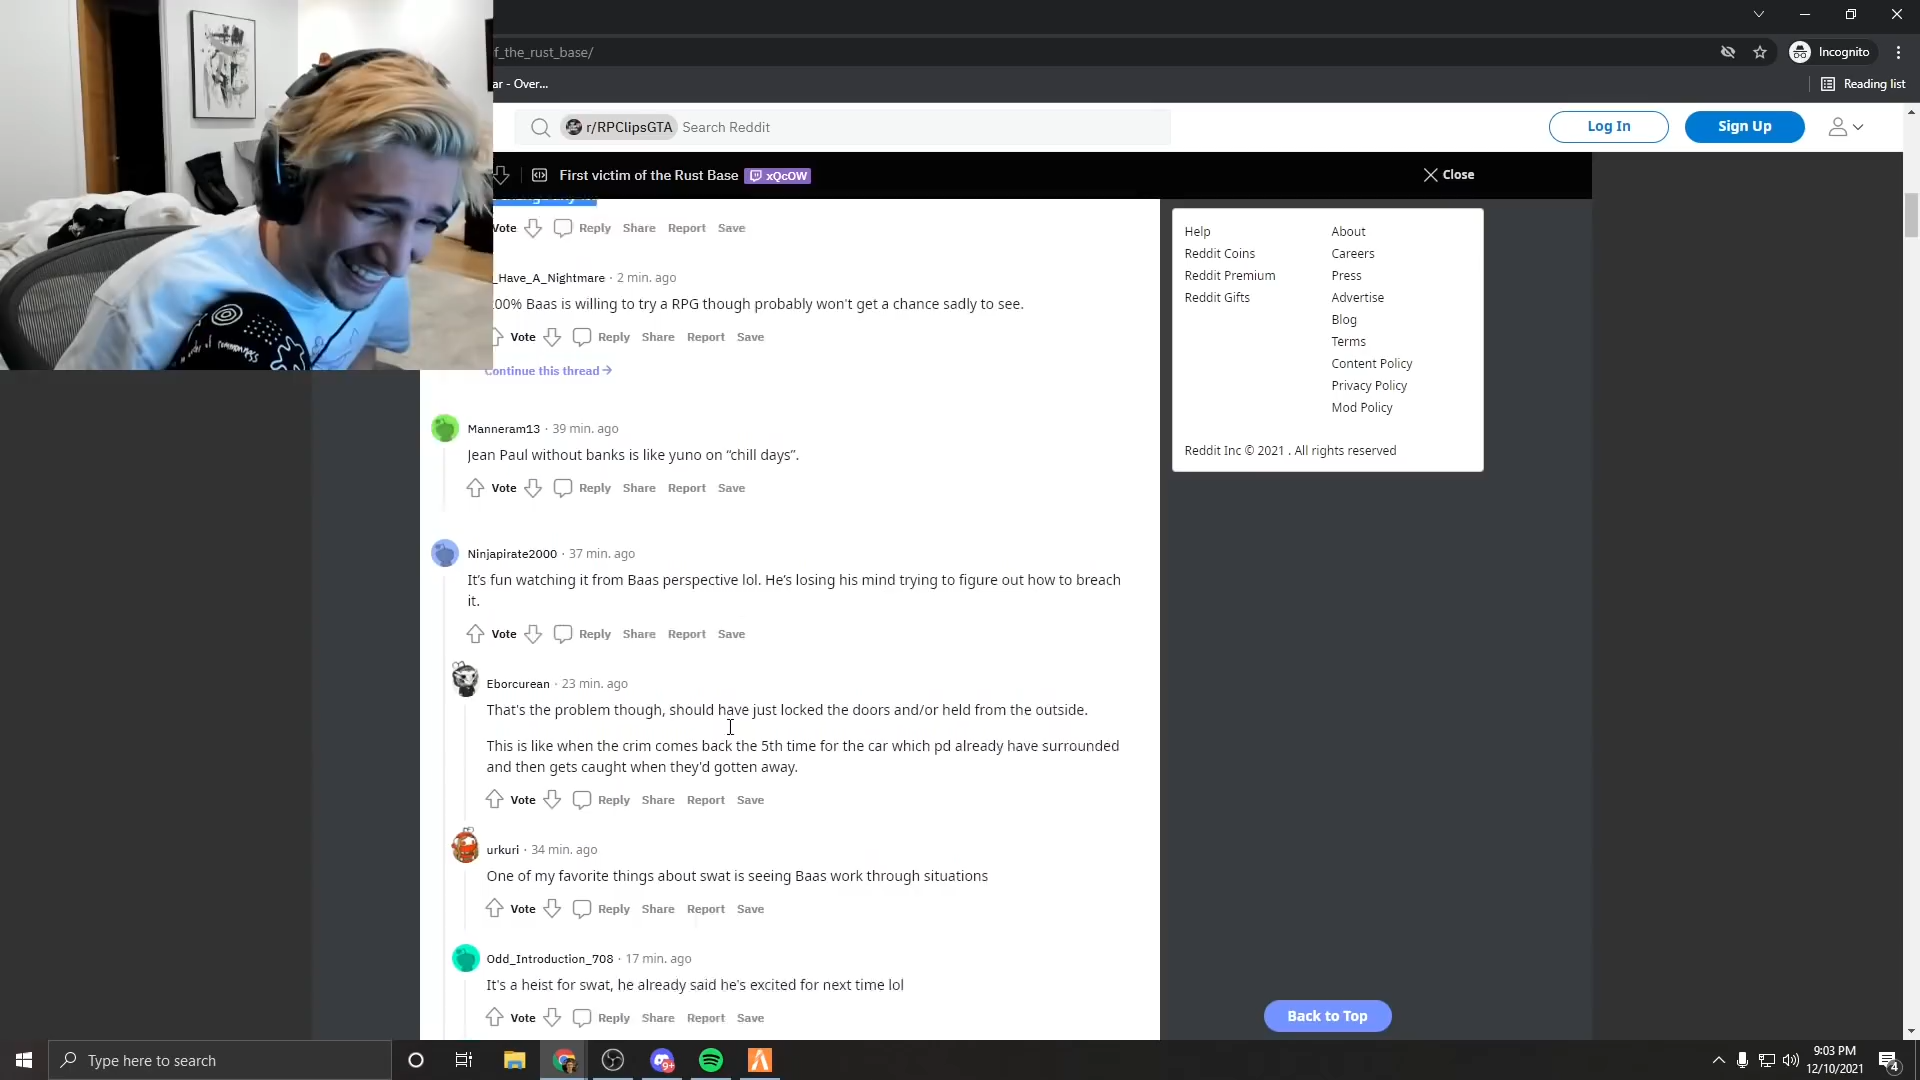 f_the_rust_base/
Incognito
ar - Over...
Reading list
r/RPClipsGTA Search Reddit
Log In
Sign Up
First victim of the Rust Base xQcOW
Close
Vote Reply Share Report Save
_Have_A_Nightmare · 2 min. ago
100% Baas is willing to try a RPG though probably won't get a chance sadly to see.
Vote Reply Share Report Save
Continue this thread
Manneram13 · 39 min. ago
Jean Paul without banks is like yuno on “chill days”.
Vote Reply Share Report Save
Ninjapirate2000 · 37 min. ago
It’s fun watching it from Baas perspective lol. He’s losing his mind trying to figure out how to breach
it.
Vote Reply Share Report Save
Eborcurean · 23 min. ago
That's the problem though, should have just locked the doors and/or held from the outside.
This is like when the crim comes back the 5th time for the car which pd already have surrounded
and then gets caught when they'd gotten away.
Vote Reply Share Report Save
urkuri · 34 min. ago
One of my favorite things about swat is seeing Baas work through situations
Vote Reply Share Report Save
Odd_Introduction_708 · 17 min. ago
It's a heist for swat, he already said he's excited for next time lol
Vote Reply Share Report Save
Help
About
Reddit Coins
Careers
Reddit Premium
Press
Reddit Gifts
Advertise
Blog
Terms
Content Policy
Privacy Policy
Mod Policy
Reddit Inc © 2021 . All rights reserved
Back to Top
Type here to search
9+
9:03 PM
12/10/2021
4